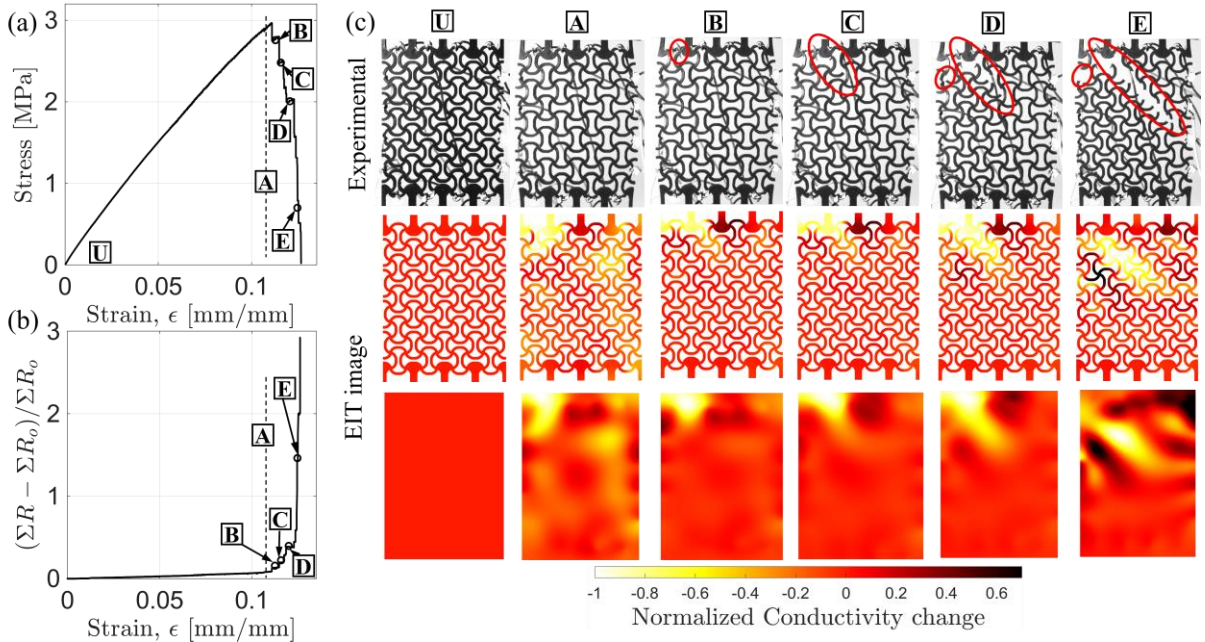 (a)
Stress [MPa]
3
2
1
0
B
C
D
A
E
U
0
0.05
0.1
Strain, ϵ [mm/mm]
(b)
(ΣR − ΣRₒ)/ΣRₒ
3
2
1
0
E
A
C
B
D
0
0.05
0.1
Strain, ϵ [mm/mm]
(c)
U A B C D E
Experimental
EIT image
-1 -0.8 -0.6 -0.4 -0.2 0 0.2 0.4 0.6
Normalized Conductivity change